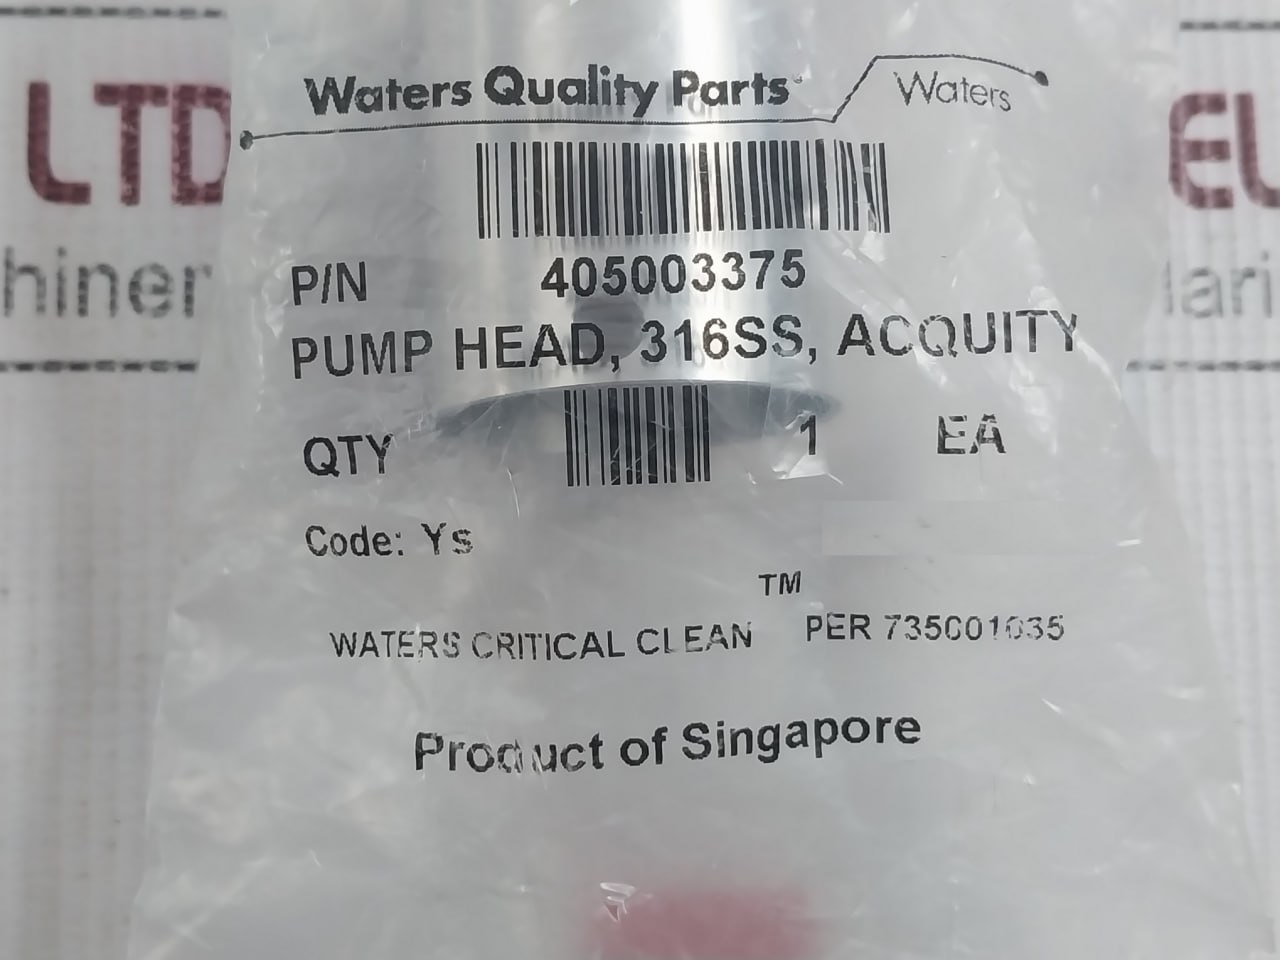 LTD
EU
hiner
lari
Waters Quality Parts
Waters
P/N 405003375
PUMP HEAD, 316SS, ACQUITY
QTY 1 EA
Code: Ys
WATERS CRITICAL CLEAN TM PER 735001035
Product of Singapore